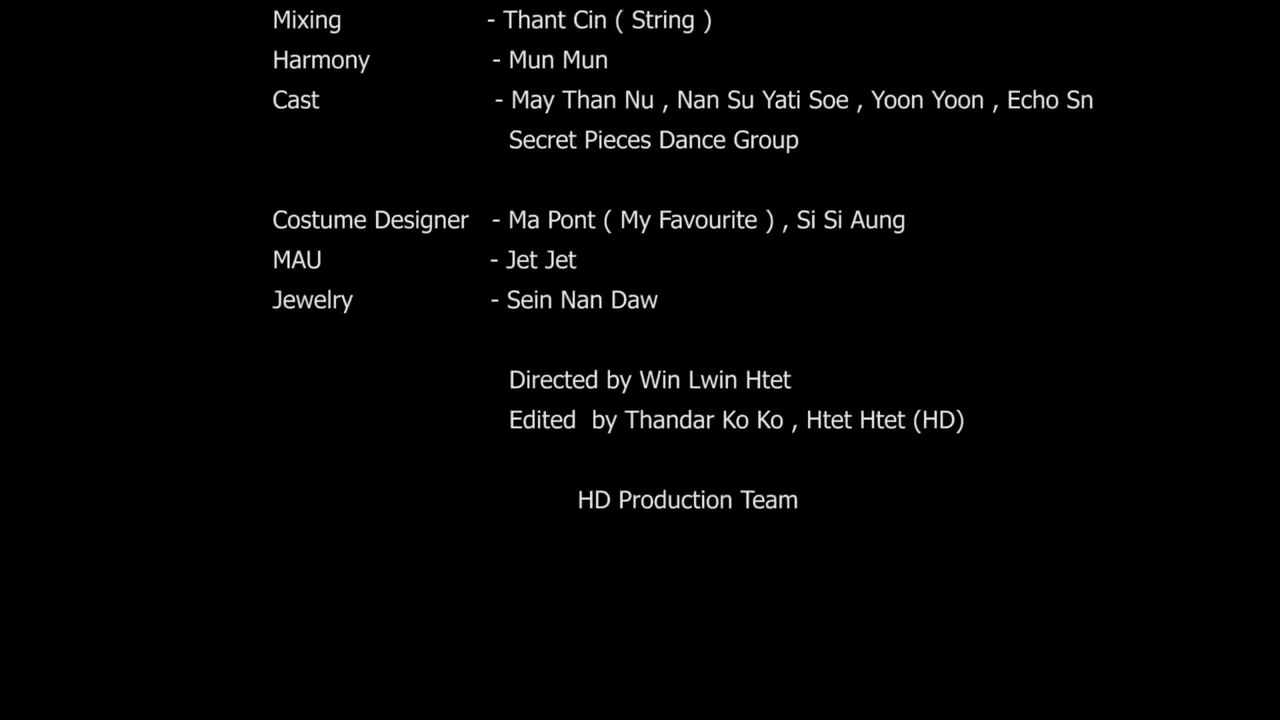 Mixing - Thant Cin ( String )
Harmony - Mun Mun
Cast - May Than Nu , Nan Su Yati Soe , Yoon Yoon , Echo Sn
Secret Pieces Dance Group
Costume Designer - Ma Pont ( My Favourite ) , Si Si Aung
MAU - Jet Jet
Jewelry - Sein Nan Daw
Directed by Win Lwin Htet
Edited by Thandar Ko Ko , Htet Htet (HD)
HD Production Team